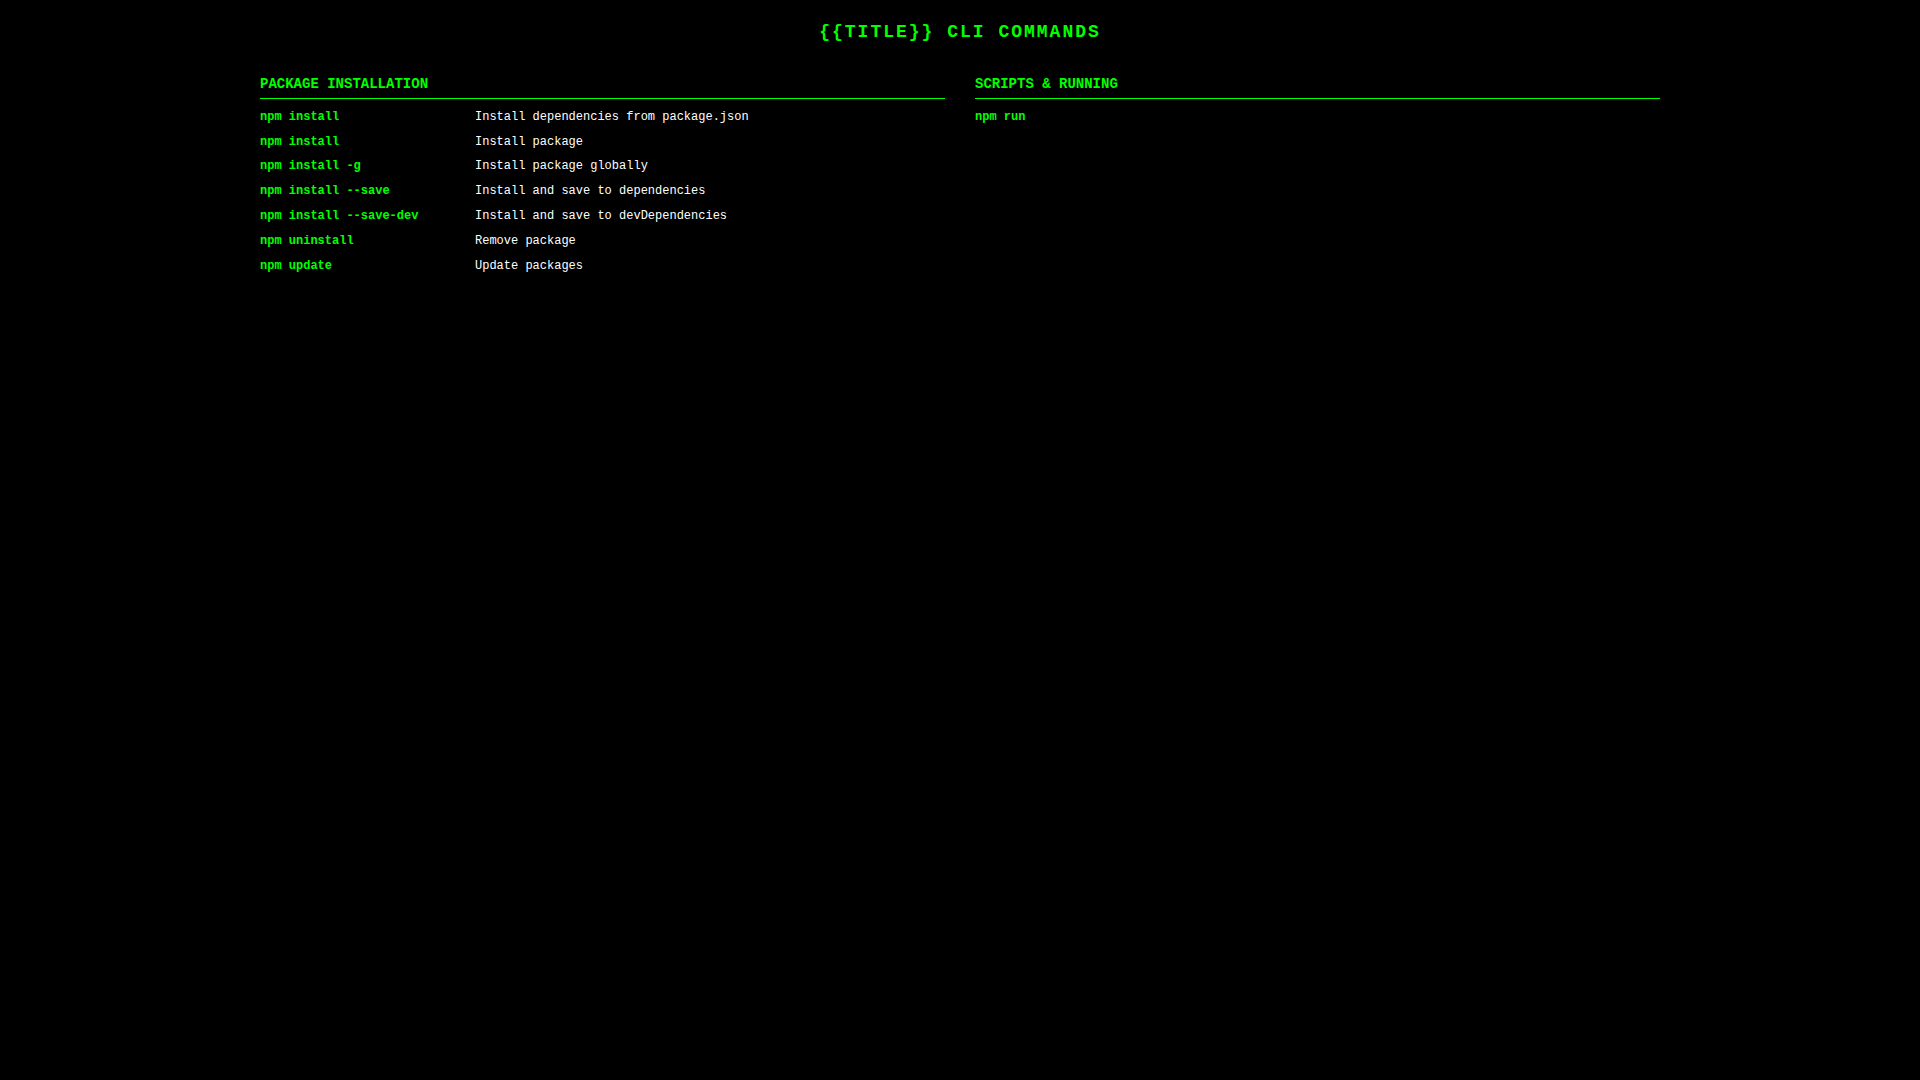 {{TITLE}} CLI COMMANDS
PACKAGE INSTALLATION
npm install Install dependencies from package.json
npm install Install package
npm install -g Install package globally
npm install --save Install and save to dependencies
npm install --save-dev Install and save to devDependencies
npm uninstall Remove package
npm update Update packages
SCRIPTS & RUNNING
npm run